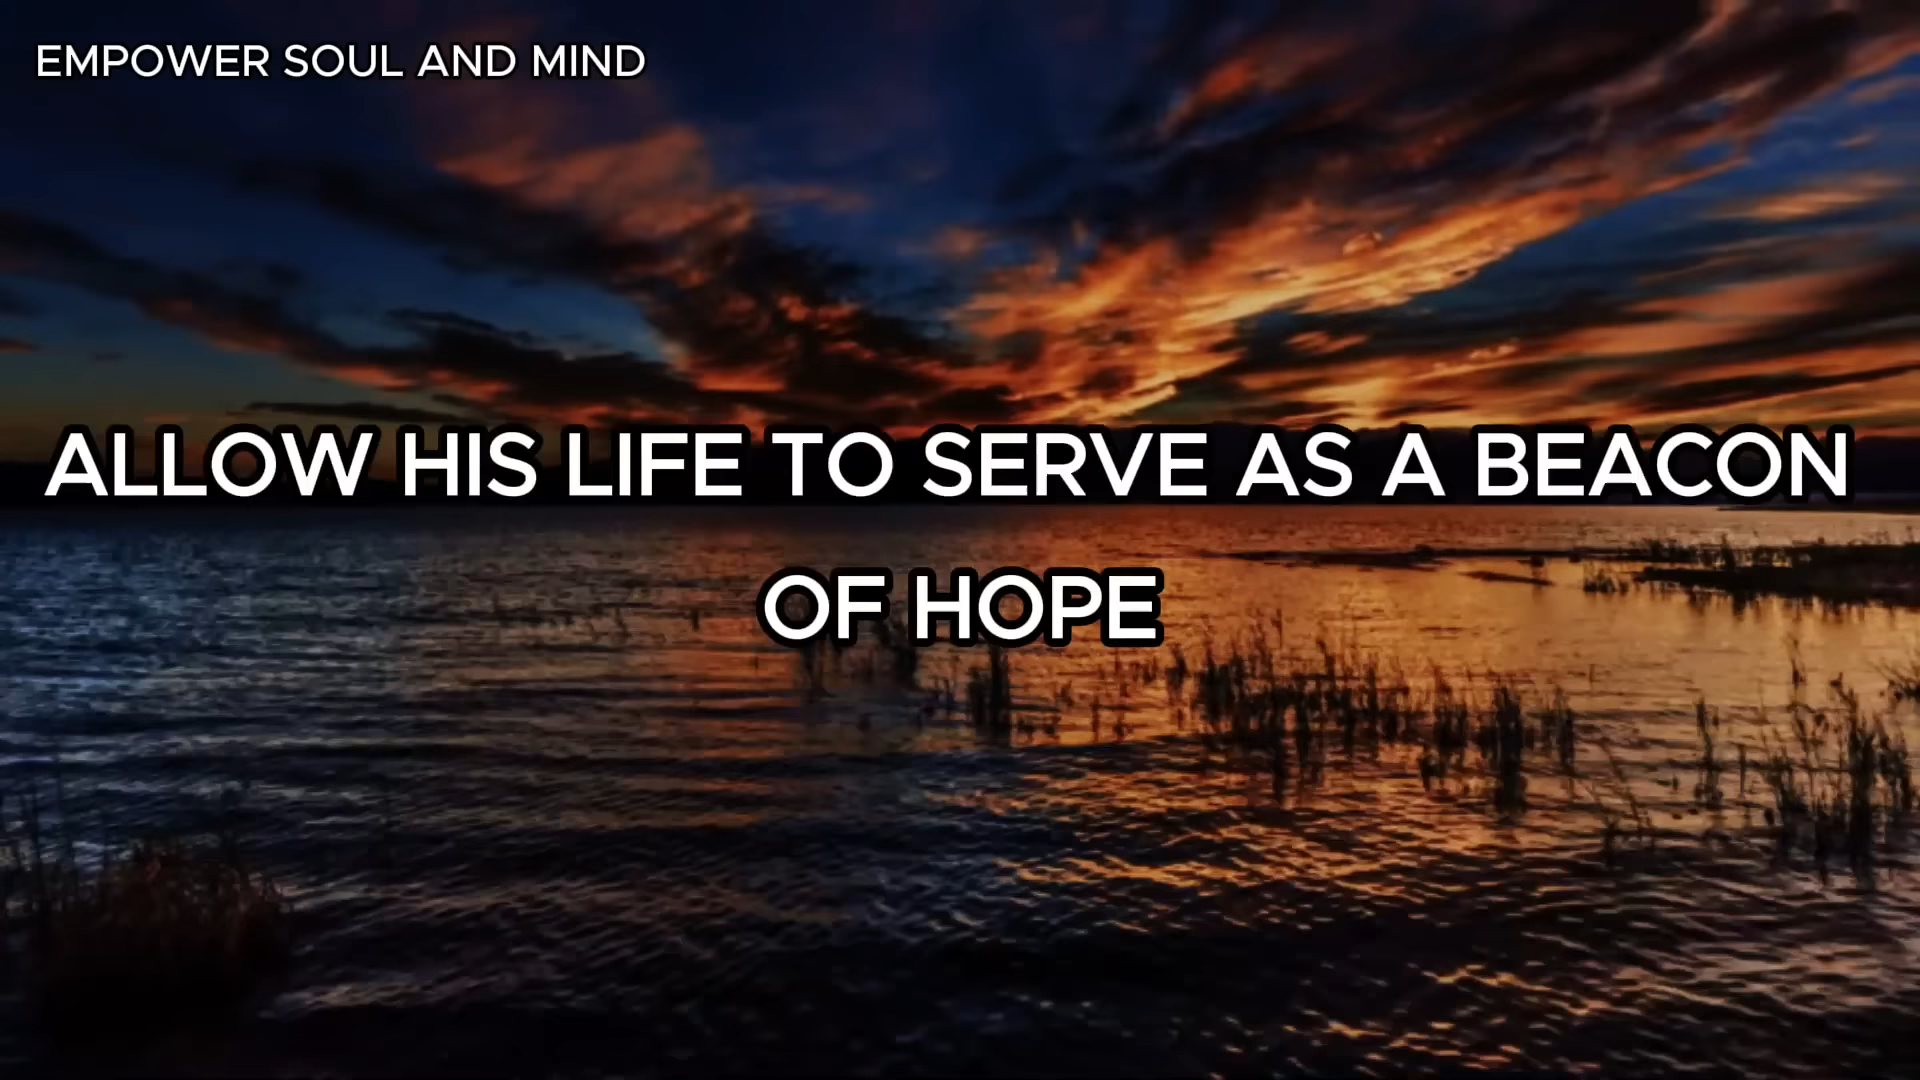 EMPOWER SOUL AND MIND
ALLOW HIS LIFE TO SERVE AS A BEACON
OF HOPE